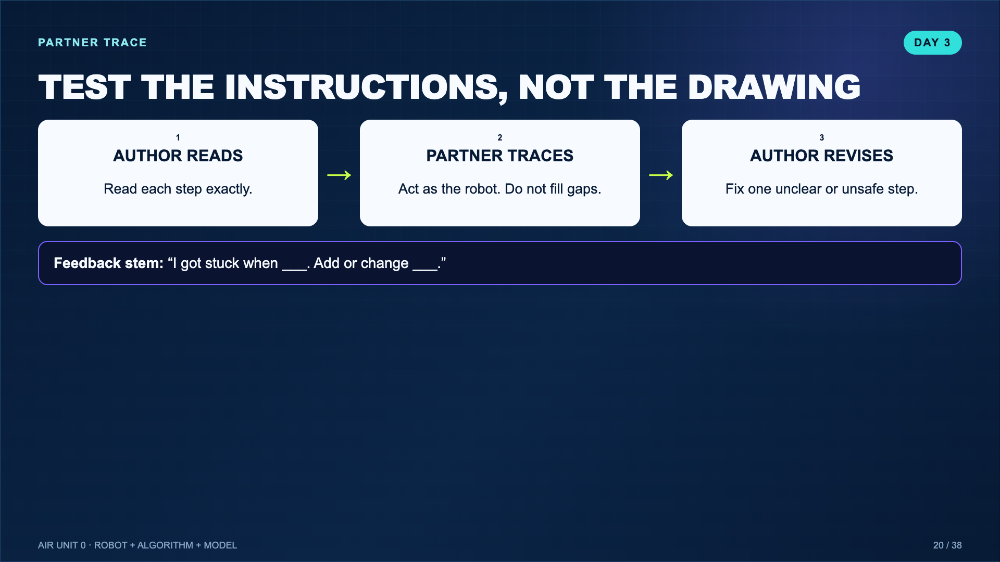 PARTNER TRACE
DAY 3
TEST THE INSTRUCTIONS, NOT THE DRAWING
1
AUTHOR READS
Read each step exactly.
→
2
PARTNER TRACES
Act as the robot. Do not fill gaps.
→
3
AUTHOR REVISES
Fix one unclear or unsafe step.
Feedback stem: “I got stuck when ___. Add or change ___.”
AIR UNIT 0 · ROBOT + ALGORITHM + MODEL
20 / 38